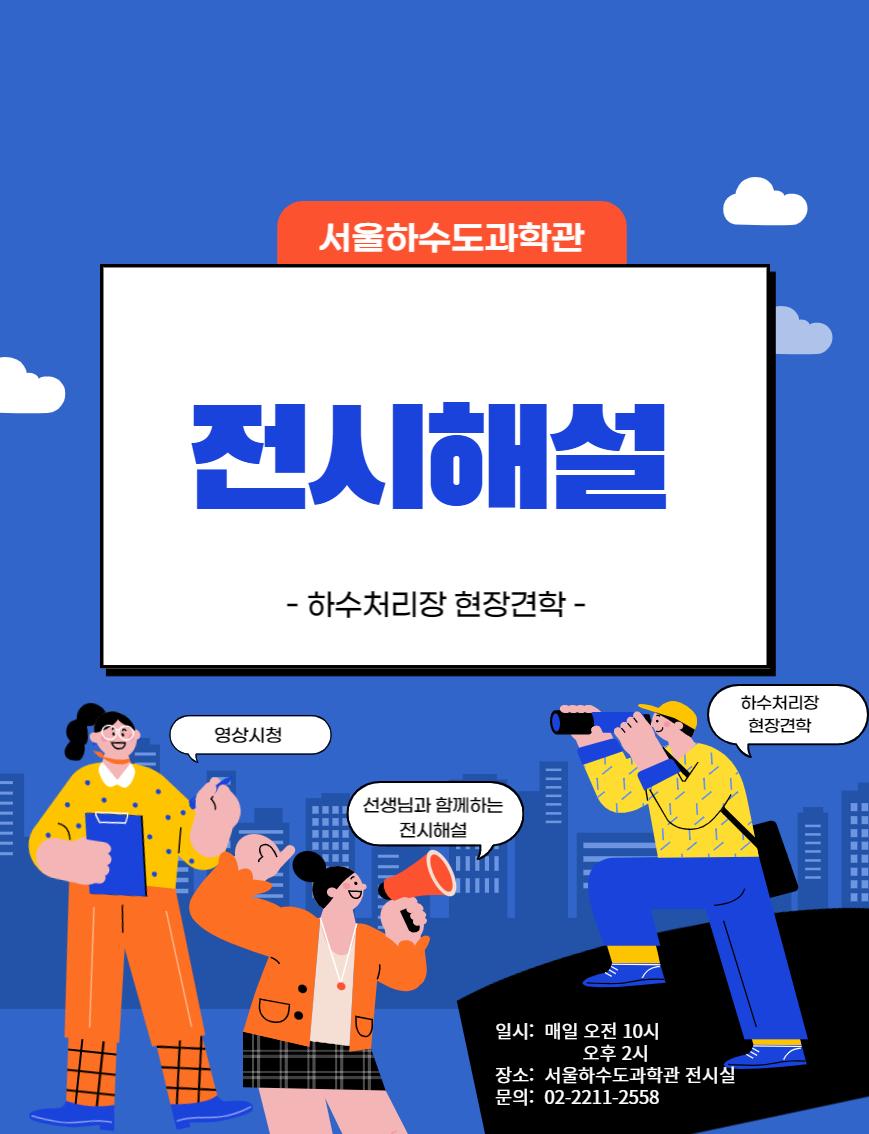 서울하수도과학관
전시해설
- 하수처리장 현장견학 -
하수처리장
현장견학
영상시청
선생님과 함께하는
전시해설
일시: 매일 오전 10시
오후 2시
장소: 서울하수도과학관 전시실
문의: 02-2211-2558